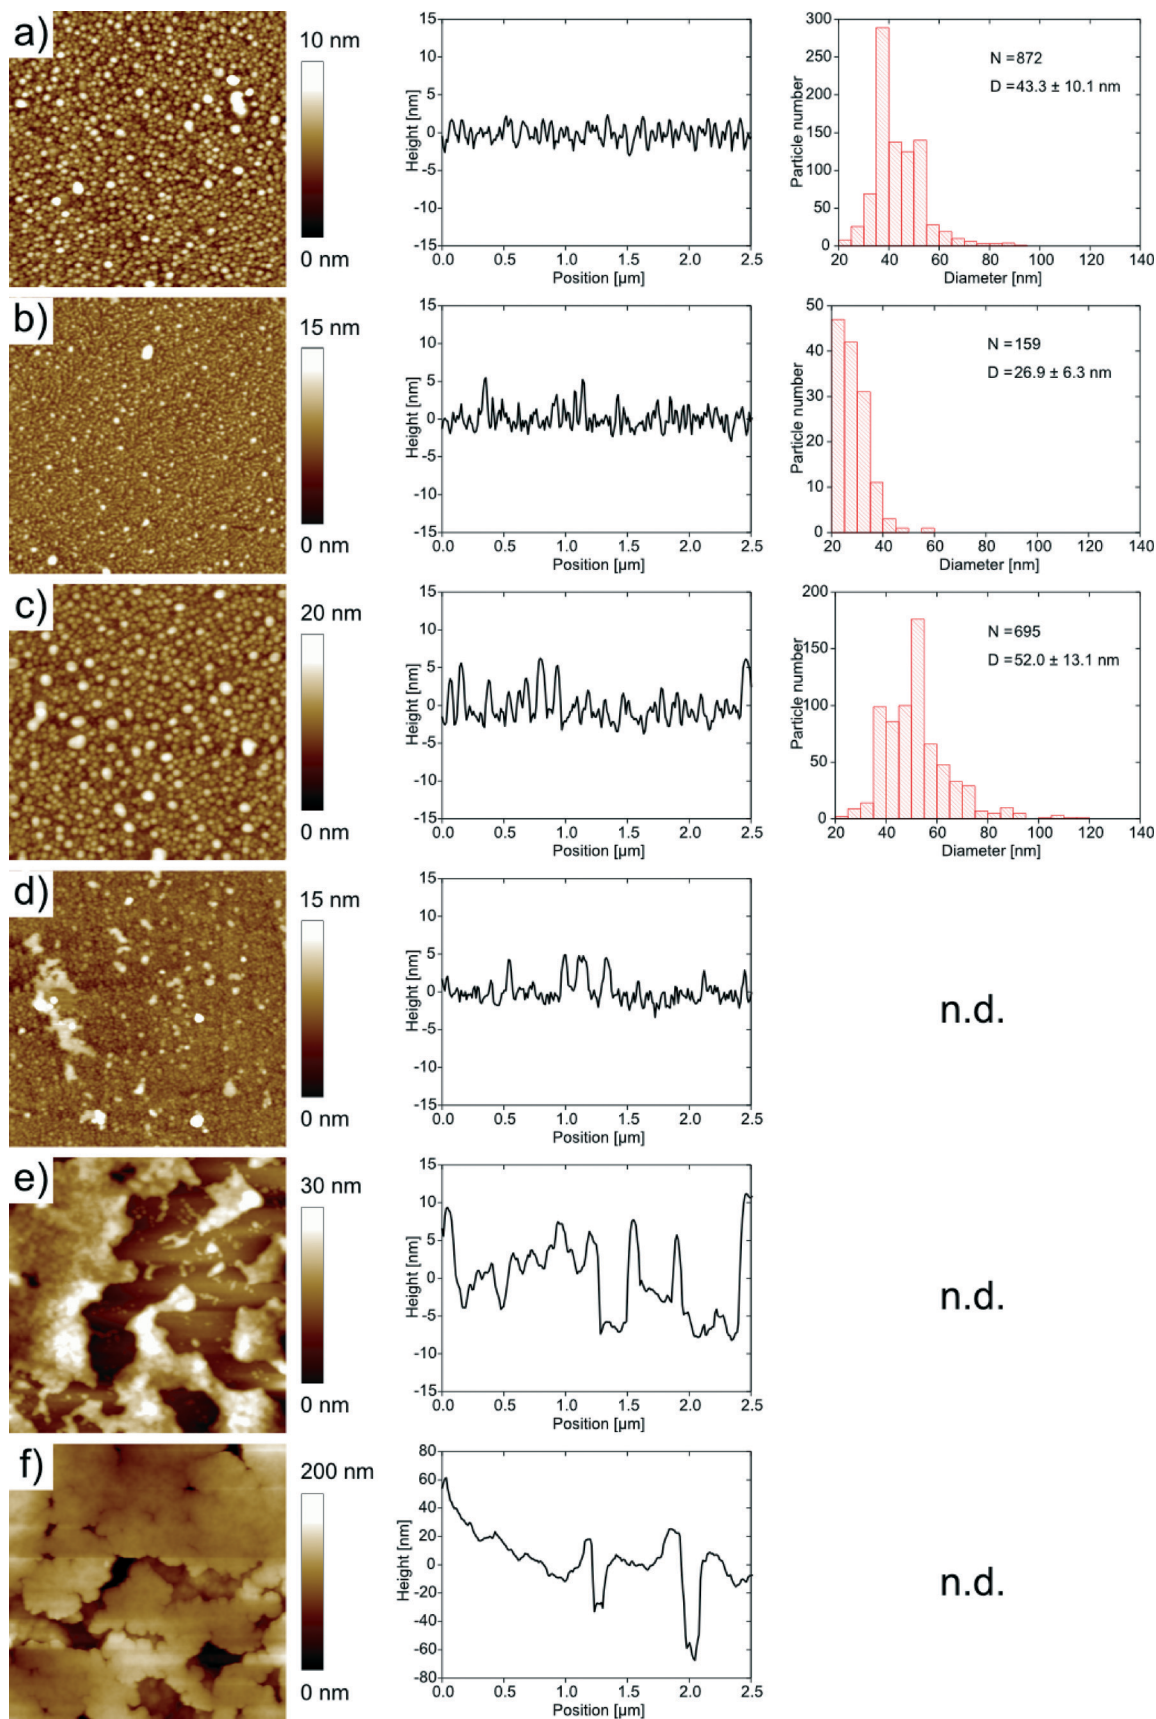 a)
10 nm
0 nm
Height [nm]
15
10
5
0
-5
-10
-15
0.0 0.5 1.0 1.5 2.0 2.5
Position [µm]
Particle number
300
250
200
150
100
50
0
N = 872
D = 43.3 ± 10.1 nm
20 40 60 80 100 120 140
Diameter [nm]
b)
15 nm
0 nm
Height [nm]
15
10
5
0
-5
-10
-15
0.0 0.5 1.0 1.5 2.0 2.5
Position [µm]
Particle number
50
40
30
20
10
0
N = 159
D = 26.9 ± 6.3 nm
20 40 60 80 100 120 140
Diameter [nm]
c)
20 nm
0 nm
Height [nm]
15
10
5
0
-5
-10
-15
0.0 0.5 1.0 1.5 2.0 2.5
Position [µm]
Particle number
200
150
100
50
0
N = 695
D = 52.0 ± 13.1 nm
20 40 60 80 100 120 140
Diameter [nm]
d)
15 nm
0 nm
Height [nm]
15
10
5
0
-5
-10
-15
0.0 0.5 1.0 1.5 2.0 2.5
Position [µm]
n.d.
e)
30 nm
0 nm
Height [nm]
15
10
5
0
-5
-10
-15
0.0 0.5 1.0 1.5 2.0 2.5
Position [µm]
n.d.
f)
200 nm
0 nm
Height [nm]
80
60
40
20
0
-20
-40
-60
-80
0.0 0.5 1.0 1.5 2.0 2.5
Position [µm]
n.d.